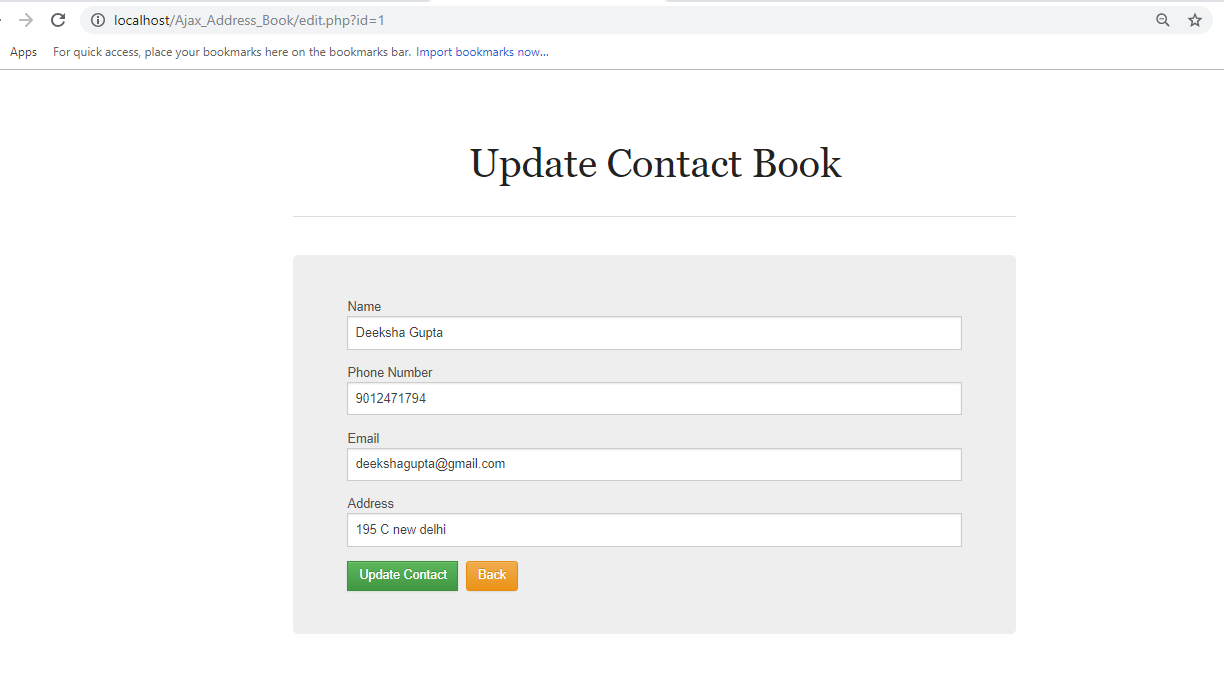 localhost/Ajax_Address_Book/edit.php?id=1
Apps For quick access, place your bookmarks here on the bookmarks bar. Import bookmarks now...
Update Contact Book
Name
Deeksha Gupta
Phone Number
9012471794
Email
deekshagupta@gmail.com
Address
195 C new delhi
Update Contact Back